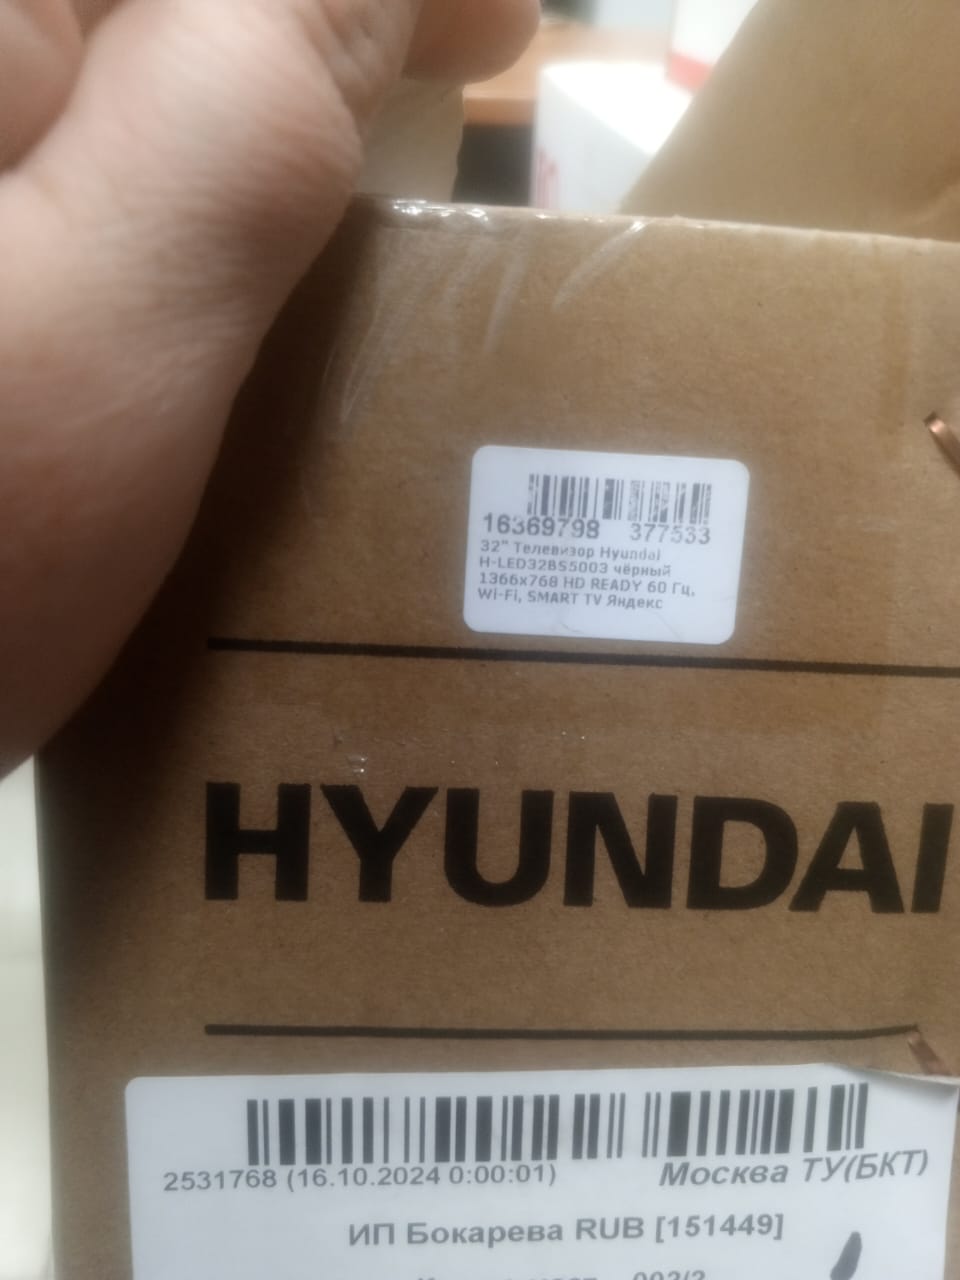 16369798 377533
32" Телевизор Hyundai
H-LED32BS5003 чёрный
1366x768 HD READY 60 Гц,
Wi-Fi, SMART TV Яндекс
HYUNDAI
2531768 (16.10.2024 0:00:01) Москва ТУ(БКТ)
ИП Бокарева RUB [151449]